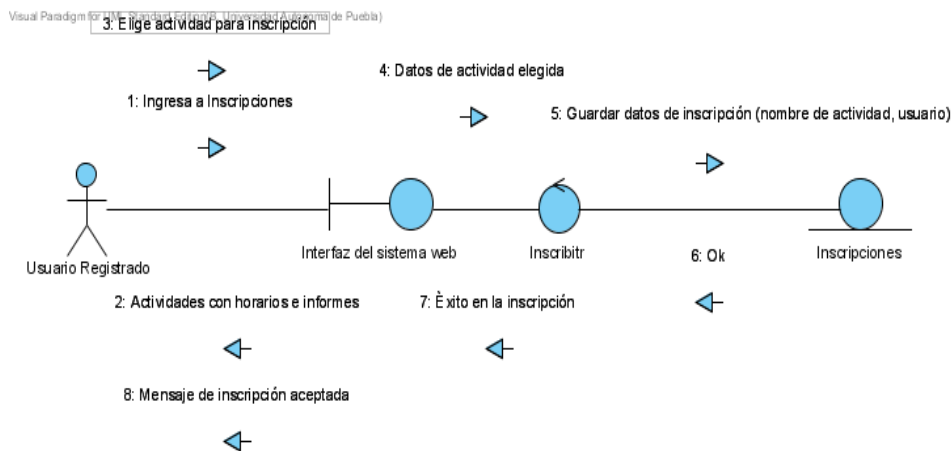 Visual Paradigm for UML Standard Edition(B. Universidad Autonoma de Puebla)
3: Elige actividad para inscripción
4: Datos de actividad elegida
1: Ingresa a Inscripciones
5: Guardar datos de inscripción (nombre de actividad, usuario)
Usuario Registrado
Interfaz del sistema web
Inscribitr
6: Ok
Inscripciones
2: Actividades con horarios e informes
7: Èxito en la inscripción
8: Mensaje de inscripción aceptada